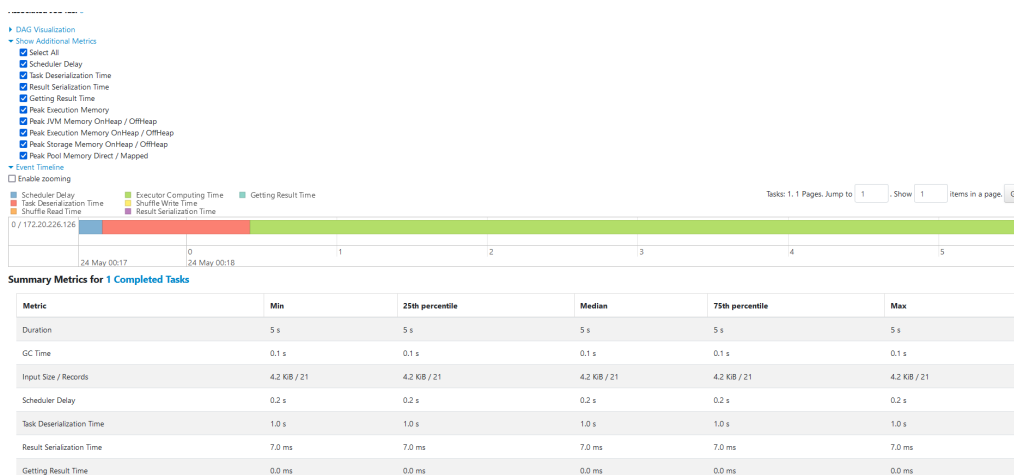 DAG Visualization
Show Additional Metrics
Select All
Scheduler Delay
Task Deserialization Time
Result Serialization Time
Getting Result Time
Peak Execution Memory
Peak JVM Memory OnHeap / OffHeap
Peak Execution Memory OnHeap / OffHeap
Peak Storage Memory OnHeap / OffHeap
Peak Pool Memory Direct / Mapped
Event Timeline
Enable zooming
Scheduler Delay Executor Computing Time Getting Result Time
Task Deserialization Time Shuffle Write Time
Shuffle Read Time Result Serialization Time
Tasks: 1. 1 Pages. Jump to 1 . Show 1 items in a page.
0 / 172.20.226.126
0 1 2 3 4 5
24 May 00:17 24 May 00:18
Summary Metrics for 1 Completed Tasks
Metric Min 25th percentile Median 75th percentile Max
Duration 5 s 5 s 5 s 5 s 5 s
GC Time 0.1 s 0.1 s 0.1 s 0.1 s 0.1 s
Input Size / Records 4.2 KiB / 21 4.2 KiB / 21 4.2 KiB / 21 4.2 KiB / 21 4.2 KiB / 21
Scheduler Delay 0.2 s 0.2 s 0.2 s 0.2 s 0.2 s
Task Deserialization Time 1.0 s 1.0 s 1.0 s 1.0 s 1.0 s
Result Serialization Time 7.0 ms 7.0 ms 7.0 ms 7.0 ms 7.0 ms
Getting Result Time 0.0 ms 0.0 ms 0.0 ms 0.0 ms 0.0 ms